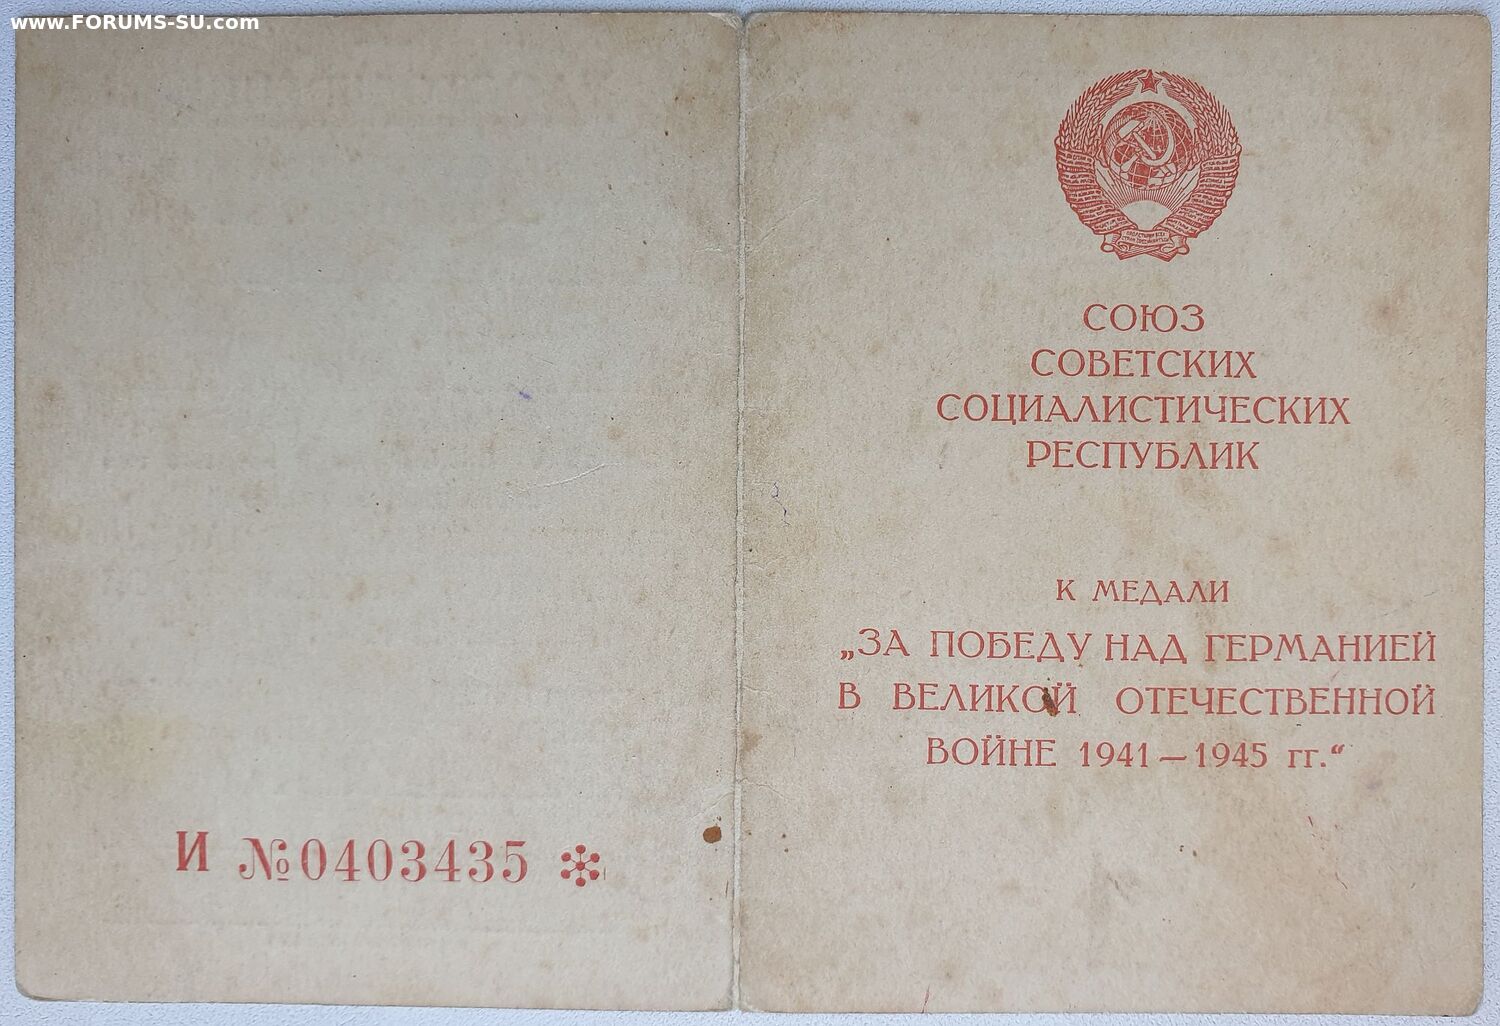 www.FORUMS-SU.com
И №0403435
СОЮЗ
СОВЕТСКИХ
СОЦИАЛИСТИЧЕСКИХ
РЕСПУБЛИК
К МЕДАЛИ
„ЗА ПОБЕДУ НАД ГЕРМАНИЕЙ
В ВЕЛИКОЙ ОТЕЧЕСТВЕННОЙ
ВОЙНЕ 1941—1945 гг.“